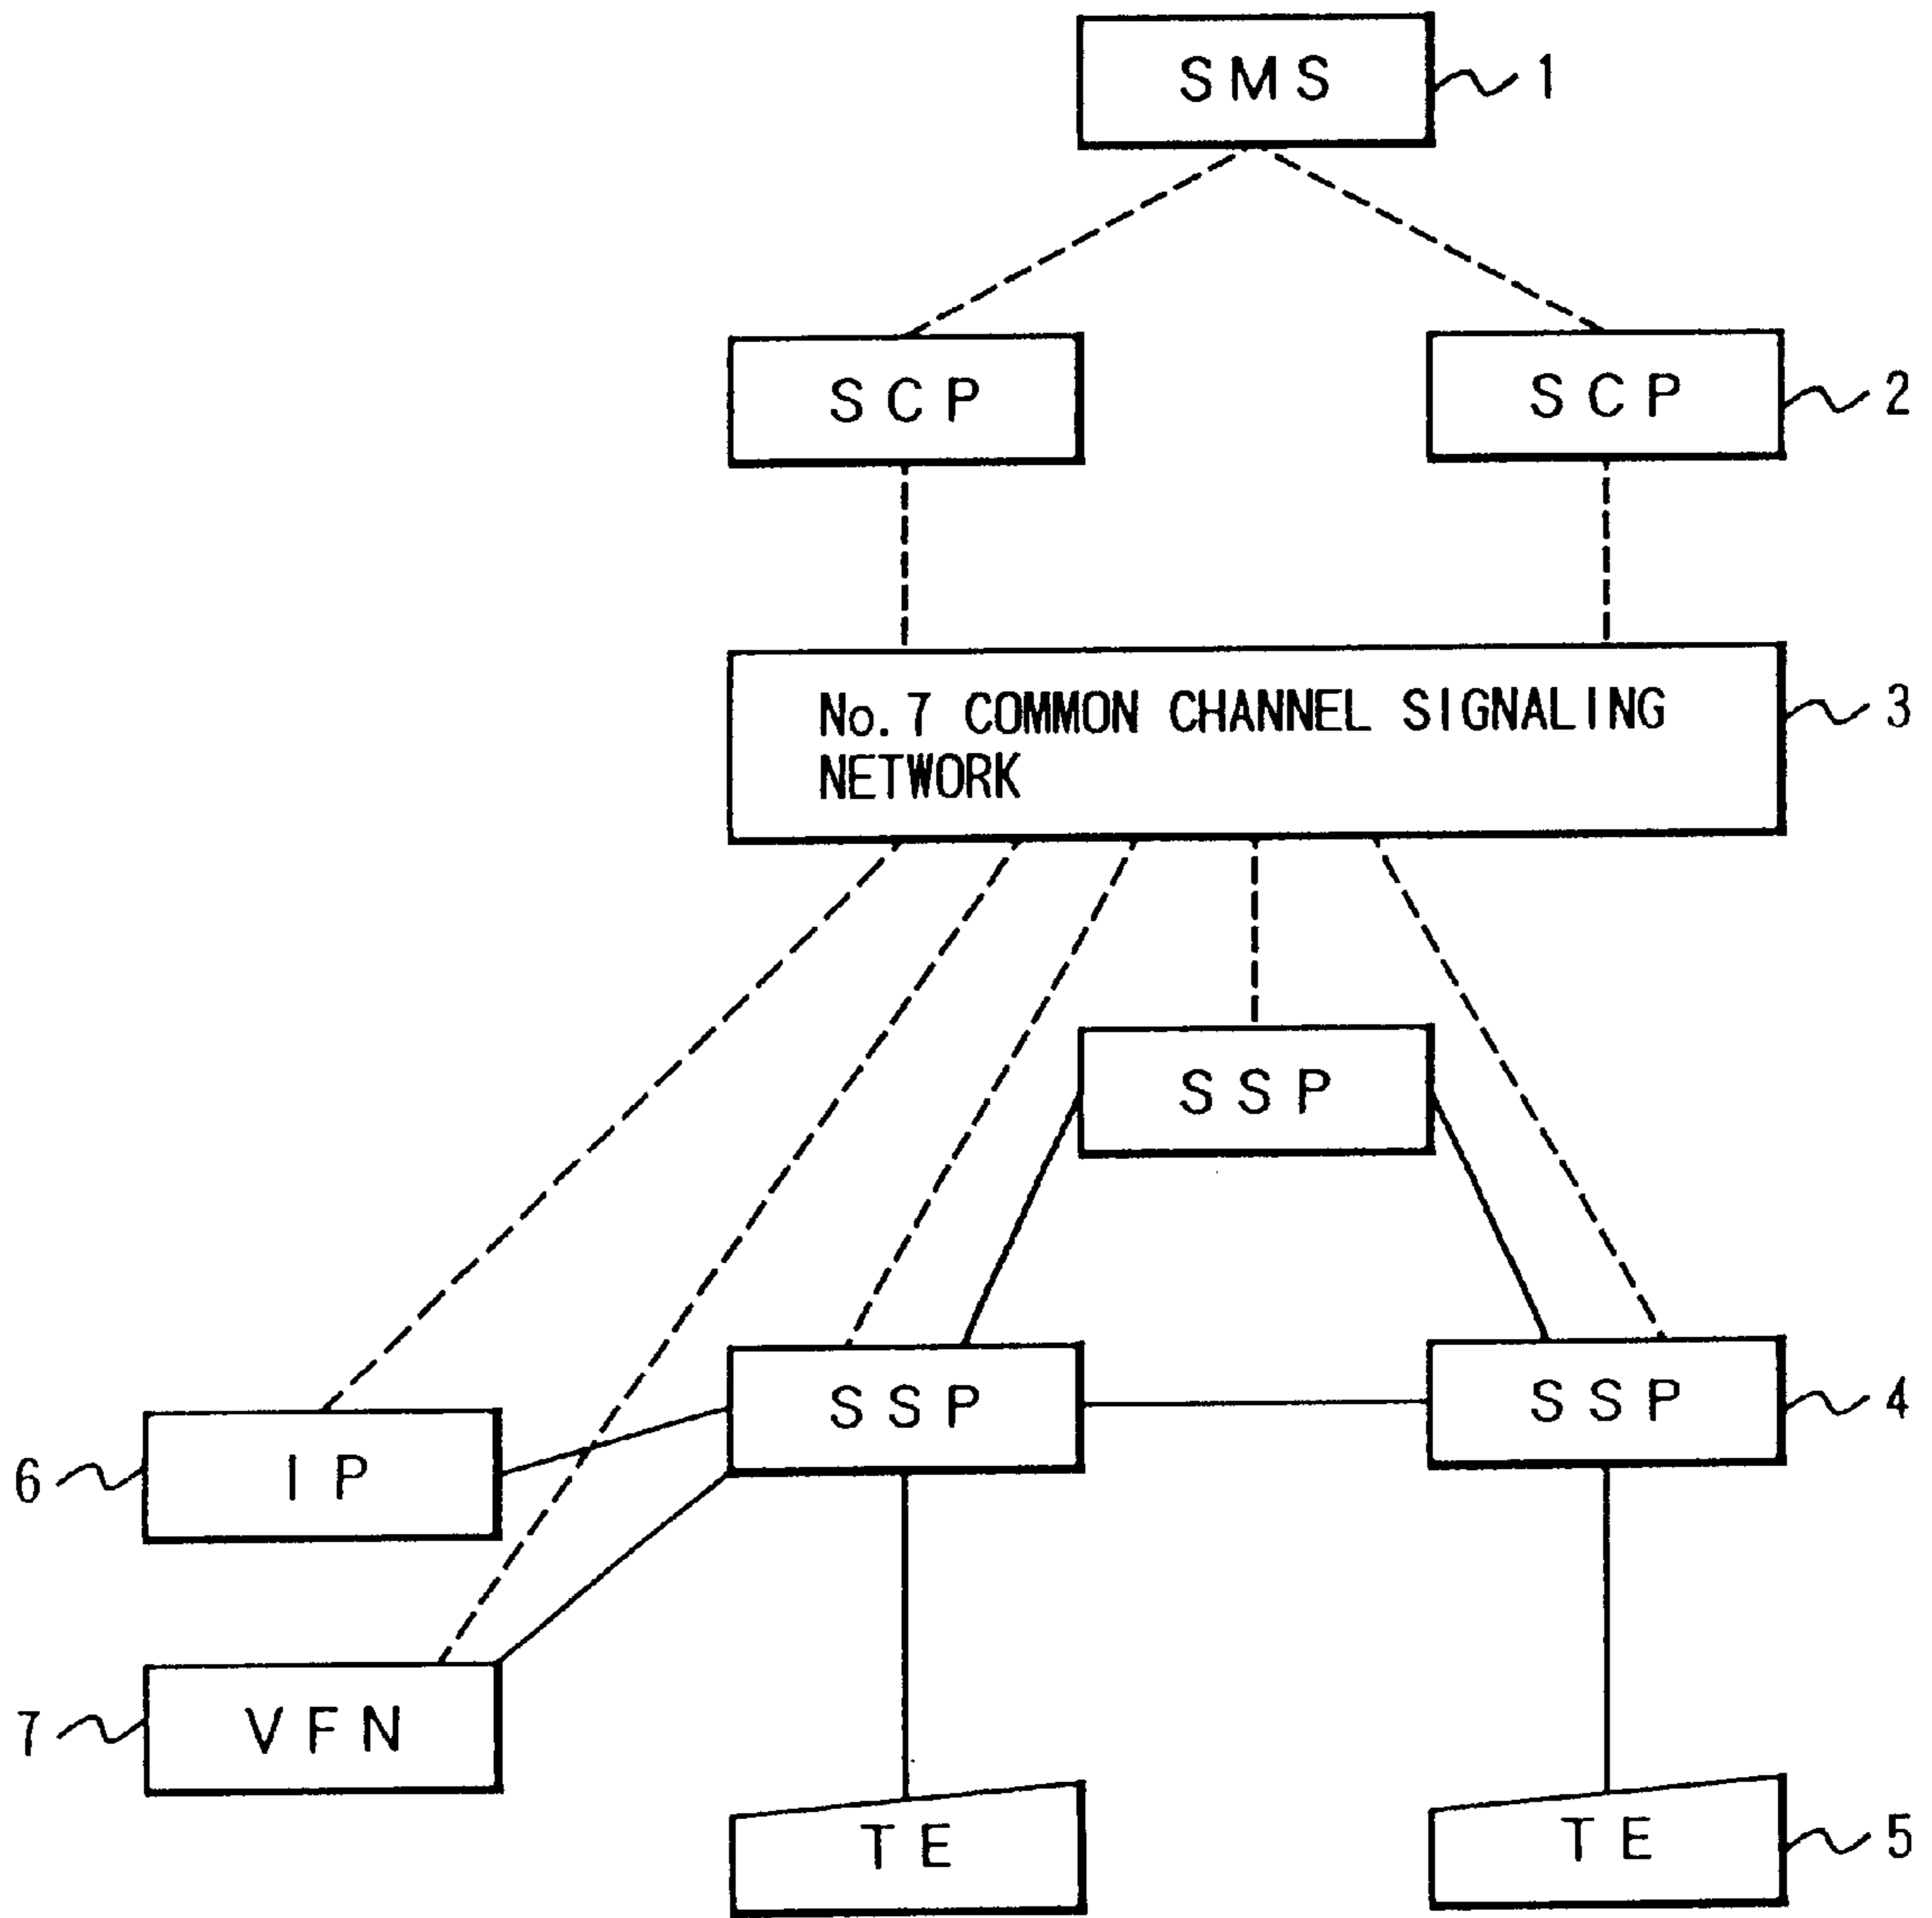 SMS 1
SCP SCP 2
No.7 COMMON CHANNEL SIGNALING 3
NETWORK
SSP
SSP SSP 4
6 IP
7 VFN
TE TE 5